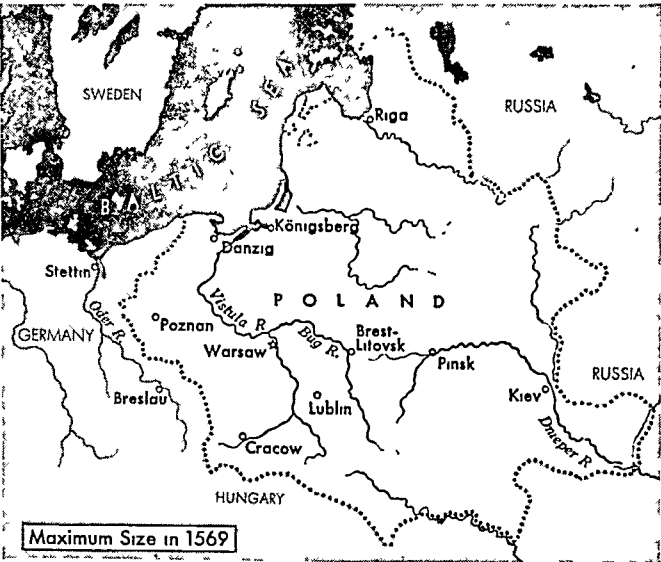 SWEDEN
BALTIC SEA
Riga
RUSSIA
Königsberg
Danzig
Stettin
POLAND
Oder R.
GERMANY
Poznan
Vistula R
Warsaw
Bug R.
Brest-
Litovsk
Pinsk
RUSSIA
Breslau
Lublin
Kiev
Dnieper R
Cracow
HUNGARY
Maximum Size in 1569